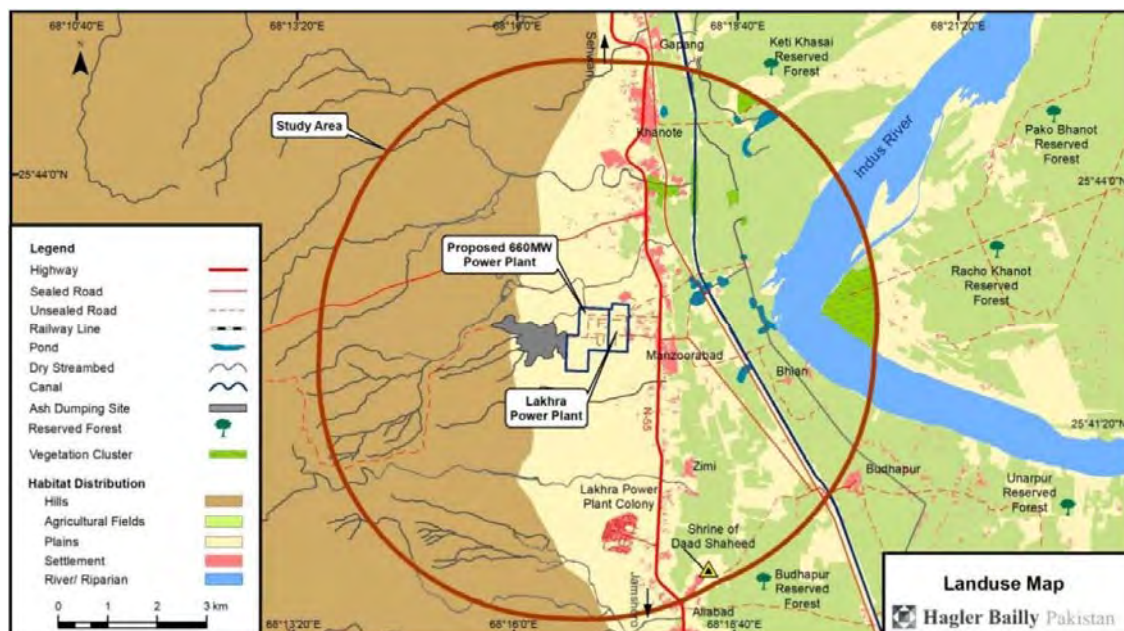 68°10'40"E
68°13'20"E
68°16'0"E
68°18'40"E
68°21'20"E
N
Sehwan
Gapang
Keti Khasai
Reserved
Forest
Study Area
Khanote
Indus River
Pako Bhanot
Reserved
Forest
25°44'0"N
25°44'0"N
Legend
Highway
Sealed Road
Unsealed Road
Railway Line
Pond
Dry Streambed
Canal
Ash Dumping Site
Reserved Forest
Vegetation Cluster
Habitat Distribution
Hills
Agricultural Fields
Plains
Settlement
River/ Riparian
0 1 2 3 km
Proposed 660MW
Power Plant
Racho Khanot
Reserved
Forest
Manzoorabad
Bhian
Lakhra
Power Plant
N-55
25°41'20"N
Zimi
Budhapur
Unarpur
Reserved
Forest
Lakhra Power
Plant Colony
Shrine of
Daad Shaheed
Jamshoro
Budhapur
Reserved
Forest
Allabad
Landuse Map
Hagler Bailly Pakistan
68°13'20"E
68°16'0"E
68°18'40"E